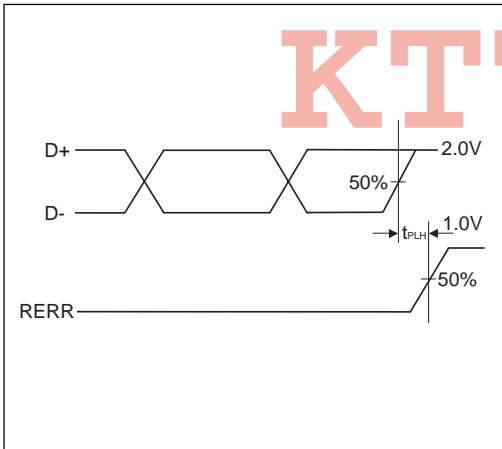 KT
D+
2.0V
50%
D-
tPLH
1.0V
50%
RERR